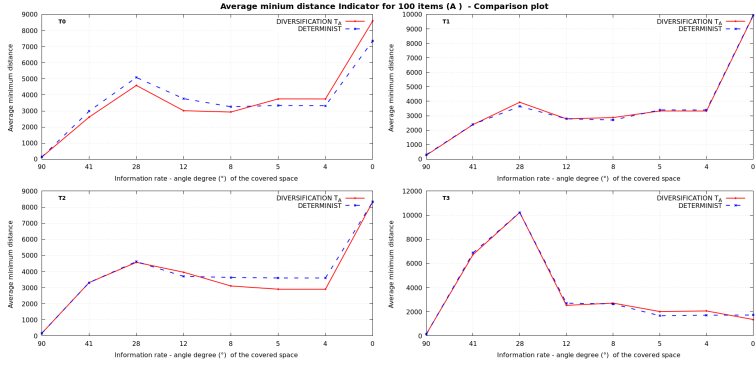 Average minium distance Indicator for 100 items (A ) - Comparison plot
T0
DIVERSIFICATION T_A
DETERMINIST
Average minimum distance
9000
8000
7000
6000
5000
4000
3000
2000
1000
0
90 41 28 12 8 5 4 0
Information rate - angle degree (°) of the covered space
T1
DIVERSIFICATION T_A
DETERMINIST
Average minimum distance
10000
9000
8000
7000
6000
5000
4000
3000
2000
1000
0
90 41 28 12 8 5 4 0
Information rate - angle degree (°) of the covered space
T2
DIVERSIFICATION T_A
DETERMINIST
Average minimum distance
9000
8000
7000
6000
5000
4000
3000
2000
1000
0
90 41 28 12 8 5 4 0
Information rate - angle degree (°) of the covered space
T3
DIVERSIFICATION T_A
DETERMINIST
Average minimum distance
12000
10000
8000
6000
4000
2000
0
90 41 28 12 8 5 4 0
Information rate - angle degree (°) of the covered space